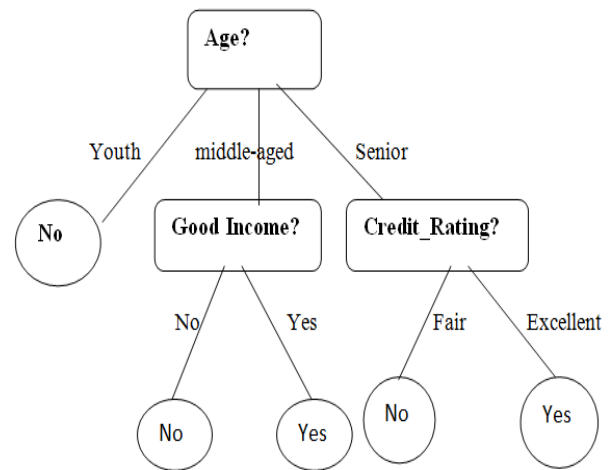 Age?
Youth
middle-aged
Senior
No
Good Income?
Credit_Rating?
No
Yes
Fair
Excellent
No
Yes
No
Yes